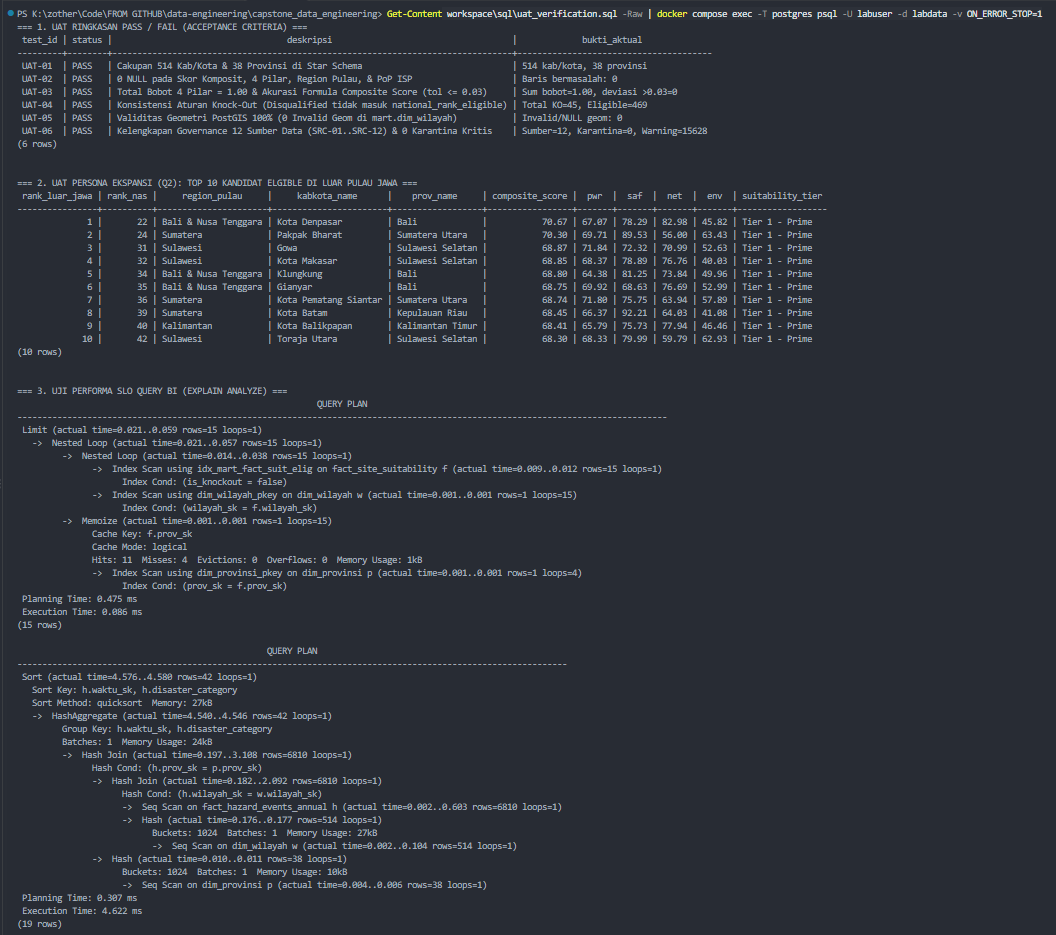 PS K:\zother\Code\FROM GITHUB\data-engineering\capstone_data_engineering> Get-Content workspace\sql\uat_verification.sql -Raw | docker compose exec -T postgres psql -U labuser -d labdata -v ON_ERROR_STOP=1
=== 1. UAT RINGKASAN PASS / FAIL (ACCEPTANCE CRITERIA) ===
test_id | status | deskripsi | bukti_aktual
---------+--------+------------------------------------------------------------------------+----------------------------------------
UAT-01 | PASS | Cakupan 514 Kab/Kota & 38 Provinsi di Star Schema | 514 kab/kota, 38 provinsi
UAT-02 | PASS | 0 NULL pada Skor Komposit, 4 Pilar, Region Pulau, & PoP ISP | Baris bermasalah: 0
UAT-03 | PASS | Total Bobot 4 Pilar = 1.00 & Akurasi Formula Composite Score (tol <= 0.03) | Sum bobot=1.00, deviasi >0.03=0
UAT-04 | PASS | Konsistensi Aturan Knock-Out (Disqualified tidak masuk national_rank_eligible) | Total KO=45, Eligible=469
UAT-05 | PASS | Validitas Geometri PostGIS 100% (0 Invalid Geom di mart.dim_wilayah) | Invalid/NULL geom: 0
UAT-06 | PASS | Kelengkapan Governance 12 Sumber Data (SRC-01..SRC-12) & 0 Karantina Kritis | Sumber=12, Karantina=0, Warning=15628
(6 rows)
=== 2. UAT PERSONA EKSPANSI (Q2): TOP 10 KANDIDAT ELGIBLE DI LUAR PULAU JAWA ===
rank_luar_jawa | rank_nas | region_pulau | kabkota_name | prov_name | composite_score | pwr | saf | net | env | suitability_tier
----------------+----------+----------------------+-----------------------+------------------+-----------------+-------+-------+-------+-------+------------------
1 | 22 | Bali & Nusa Tenggara | Kota Denpasar | Bali | 70.67 | 67.07 | 78.29 | 82.98 | 45.82 | Tier 1 - Prime
2 | 24 | Sumatera | Pakpak Bharat | Sumatera Utara | 70.30 | 69.71 | 89.53 | 56.00 | 63.43 | Tier 1 - Prime
3 | 31 | Sulawesi | Gowa | Sulawesi Selatan | 68.87 | 71.84 | 72.32 | 70.99 | 52.63 | Tier 1 - Prime
4 | 32 | Sulawesi | Kota Makasar | Sulawesi Selatan | 68.85 | 68.37 | 78.89 | 76.76 | 40.03 | Tier 1 - Prime
5 | 34 | Bali & Nusa Tenggara | Klungkung | Bali | 68.80 | 64.38 | 81.25 | 73.84 | 49.96 | Tier 1 - Prime
6 | 35 | Bali & Nusa Tenggara | Gianyar | Bali | 68.75 | 69.92 | 68.63 | 76.69 | 52.99 | Tier 1 - Prime
7 | 36 | Sumatera | Kota Pematang Siantar | Sumatera Utara | 68.74 | 71.80 | 75.75 | 63.94 | 57.89 | Tier 1 - Prime
8 | 39 | Sumatera | Kota Batam | Kepulauan Riau | 68.45 | 66.37 | 92.21 | 64.03 | 41.08 | Tier 1 - Prime
9 | 40 | Kalimantan | Kota Balikpapan | Kalimantan Timur | 68.41 | 65.79 | 75.73 | 77.94 | 46.46 | Tier 1 - Prime
10 | 42 | Sulawesi | Toraja Utara | Sulawesi Selatan | 68.30 | 68.33 | 79.99 | 59.79 | 62.93 | Tier 1 - Prime
(10 rows)
=== 3. UJI PERFORMA SLO QUERY BI (EXPLAIN ANALYZE) ===
QUERY PLAN
--------------------------------------------------------------------------------
Limit (actual time=0.021..0.059 rows=15 loops=1)
-> Nested Loop (actual time=0.021..0.057 rows=15 loops=1)
-> Nested Loop (actual time=0.014..0.038 rows=15 loops=1)
-> Index Scan using idx_mart_fact_suit_elig on fact_site_suitability f (actual time=0.009..0.012 rows=15 loops=1)
Index Cond: (is_knockout = false)
-> Index Scan using dim_wilayah_pkey on dim_wilayah w (actual time=0.001..0.001 rows=1 loops=15)
Index Cond: (wilayah_sk = f.wilayah_sk)
-> Memoize (actual time=0.001..0.001 rows=1 loops=15)
Cache Key: f.prov_sk
Cache Mode: logical
Hits: 11 Misses: 4 Evictions: 0 Overflows: 0 Memory Usage: 1kB
-> Index Scan using dim_provinsi_pkey on dim_provinsi p (actual time=0.001..0.001 rows=1 loops=4)
Index Cond: (prov_sk = f.prov_sk)
Planning Time: 0.475 ms
Execution Time: 0.086 ms
(15 rows)
QUERY PLAN
--------------------------------------------------------------------------------
Sort (actual time=4.576..4.580 rows=42 loops=1)
Sort Key: h.waktu_sk, h.disaster_category
Sort Method: quicksort Memory: 27kB
-> HashAggregate (actual time=4.540..4.546 rows=42 loops=1)
Group Key: h.waktu_sk, h.disaster_category
Batches: 1 Memory Usage: 24kB
-> Hash Join (actual time=0.197..3.108 rows=6810 loops=1)
Hash Cond: (h.prov_sk = p.prov_sk)
-> Hash Join (actual time=0.182..2.092 rows=6810 loops=1)
Hash Cond: (h.wilayah_sk = w.wilayah_sk)
-> Seq Scan on fact_hazard_events_annual h (actual time=0.002..0.603 rows=6810 loops=1)
-> Hash (actual time=0.176..0.177 rows=514 loops=1)
Buckets: 1024 Batches: 1 Memory Usage: 27kB
-> Seq Scan on dim_wilayah w (actual time=0.002..0.104 rows=514 loops=1)
-> Hash (actual time=0.010..0.011 rows=38 loops=1)
Buckets: 1024 Batches: 1 Memory Usage: 10kB
-> Seq Scan on dim_provinsi p (actual time=0.004..0.006 rows=38 loops=1)
Planning Time: 0.307 ms
Execution Time: 4.622 ms
(19 rows)